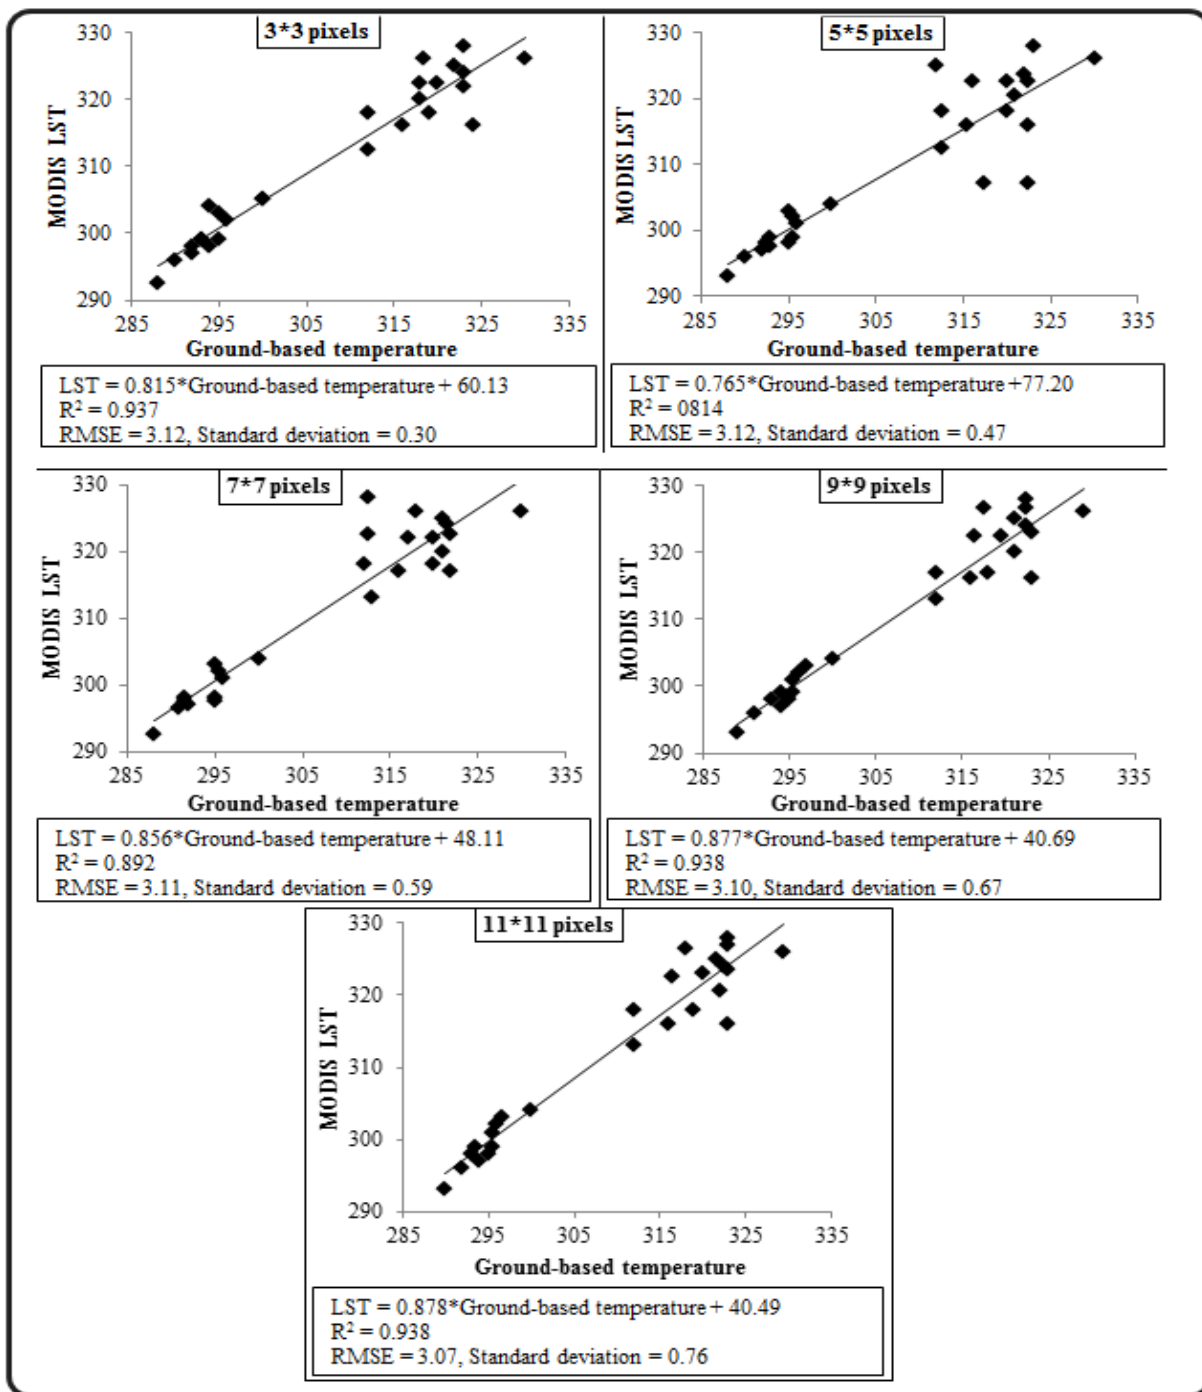 3*3 pixels
330
320
310
300
290
MODIS LST
285 295 305 315 325 335
Ground-based temperature
LST = 0.815*Ground-based temperature + 60.13
R² = 0.937
RMSE = 3.12, Standard deviation = 0.30
5*5 pixels
330
320
310
300
290
MODIS LST
285 295 305 315 325 335
Ground-based temperature
LST = 0.765*Ground-based temperature +77.20
R² = 0814
RMSE = 3.12, Standard deviation = 0.47
7*7 pixels
330
320
310
300
290
MODIS LST
285 295 305 315 325 335
Ground-based temperature
LST = 0.856*Ground-based temperature + 48.11
R² = 0.892
RMSE = 3.11, Standard deviation = 0.59
9*9 pixels
330
320
310
300
290
MODIS LST
285 295 305 315 325 335
Ground-based temperature
LST = 0.877*Ground-based temperature + 40.69
R² = 0.938
RMSE = 3.10, Standard deviation = 0.67
11*11 pixels
330
320
310
300
290
MODIS LST
285 295 305 315 325 335
Ground-based temperature
LST = 0.878*Ground-based temperature + 40.49
R² = 0.938
RMSE = 3.07, Standard deviation = 0.76